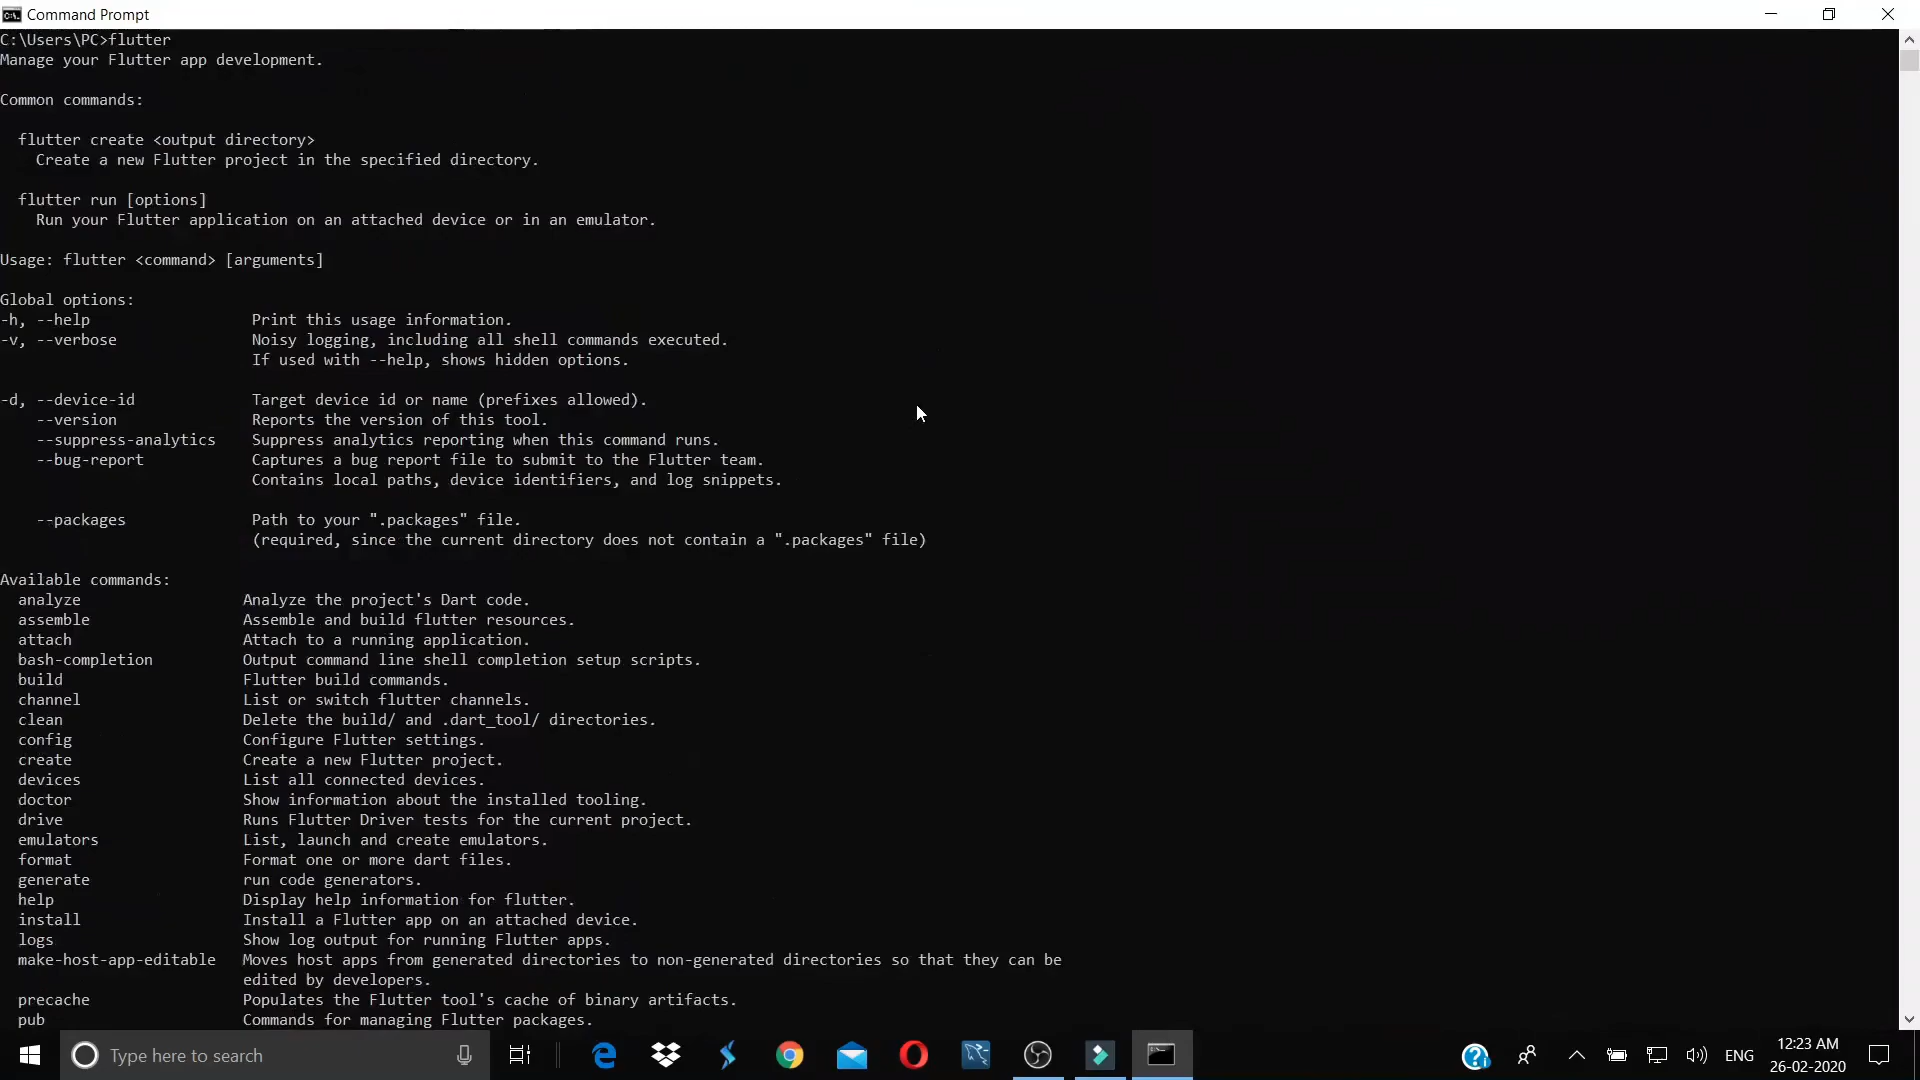 Command Prompt
C:\Users\PC>flutter
Manage your Flutter app development.
Common commands:
flutter create <output directory>
Create a new Flutter project in the specified directory.
flutter run [options]
Run your Flutter application on an attached device or in an emulator.
Usage: flutter <command> [arguments]
Global options:
-h, --help Print this usage information.
-v, --verbose Noisy logging, including all shell commands executed.
If used with --help, shows hidden options.
-d, --device-id Target device id or name (prefixes allowed).
--version Reports the version of this tool.
--suppress-analytics Suppress analytics reporting when this command runs.
--bug-report Captures a bug report file to submit to the Flutter team.
Contains local paths, device identifiers, and log snippets.
--packages Path to your ".packages" file.
(required, since the current directory does not contain a ".packages" file)
Available commands:
analyze Analyze the project's Dart code.
assemble Assemble and build flutter resources.
attach Attach to a running application.
bash-completion Output command line shell completion setup scripts.
build Flutter build commands.
channel List or switch flutter channels.
clean Delete the build/ and .dart_tool/ directories.
config Configure Flutter settings.
create Create a new Flutter project.
devices List all connected devices.
doctor Show information about the installed tooling.
drive Runs Flutter Driver tests for the current project.
emulators List, launch and create emulators.
format Format one or more dart files.
generate run code generators.
help Display help information for flutter.
install Install a Flutter app on an attached device.
logs Show log output for running Flutter apps.
make-host-app-editable Moves host apps from generated directories to non-generated directories so that they can be
edited by developers.
precache Populates the Flutter tool's cache of binary artifacts.
pub Commands for managing Flutter packages.
Type here to search
ENG
12:23 AM
26-02-2020